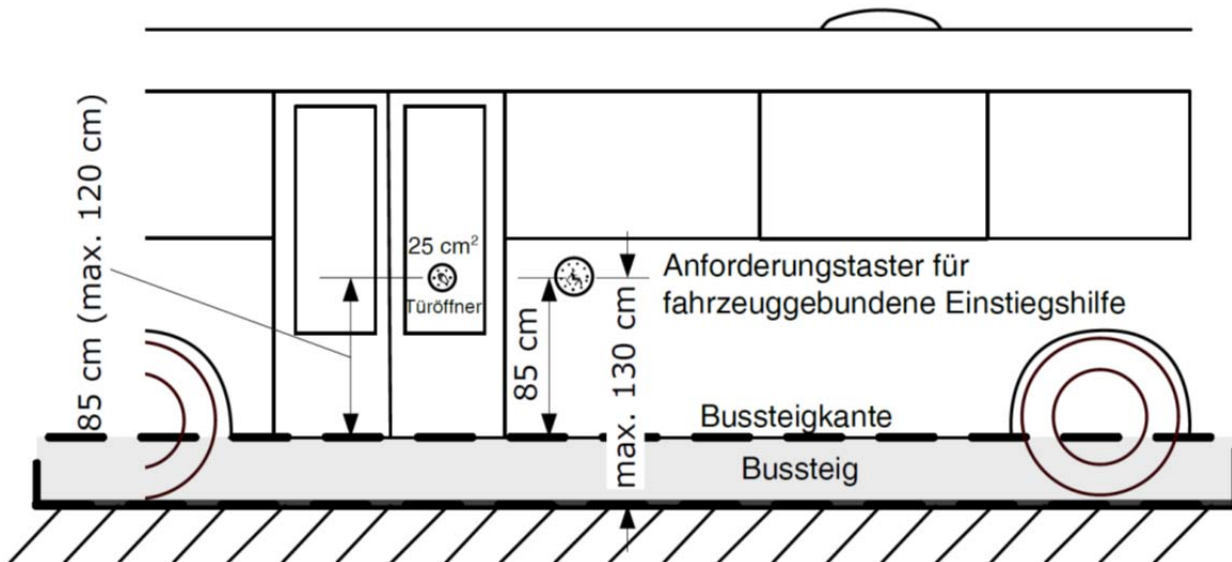 85 cm (max. 120 cm)
25 cm²
Türöffner
85 cm
max. 130 cm
Anforderungstaster für
fahrzeuggebundene Einstiegshilfe
Bussteigkante
Bussteig